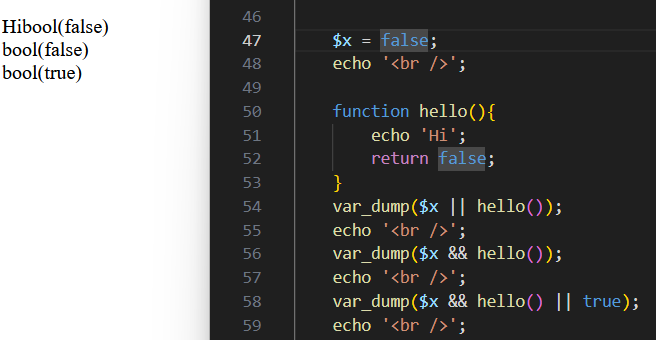 Hibool(false)
bool(false)
bool(true)
46
47 $x = false;
48 echo '<br />';
49
50 function hello(){
51 echo 'Hi';
52 return false;
53 }
54 var_dump($x || hello());
55 echo '<br />';
56 var_dump($x && hello());
57 echo '<br />';
58 var_dump($x && hello() || true);
59 echo '<br />';